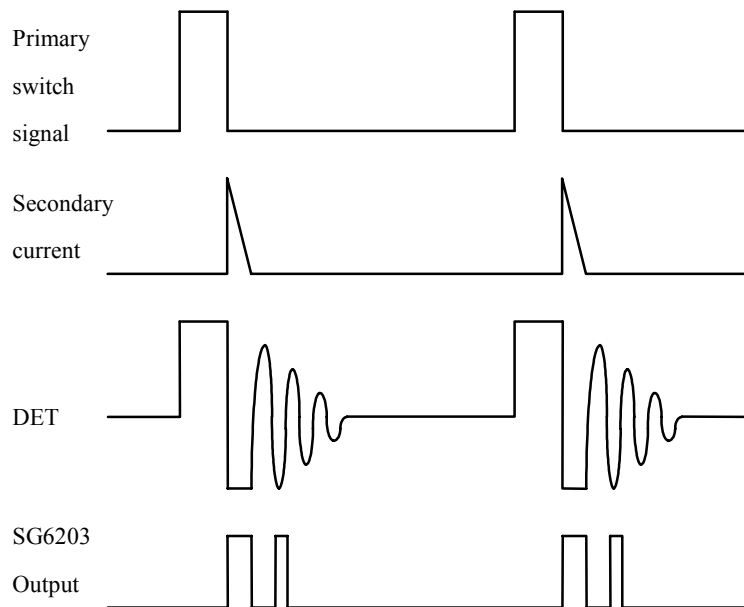 Primary
switch
signal
Secondary
current
DET
SG6203
Output